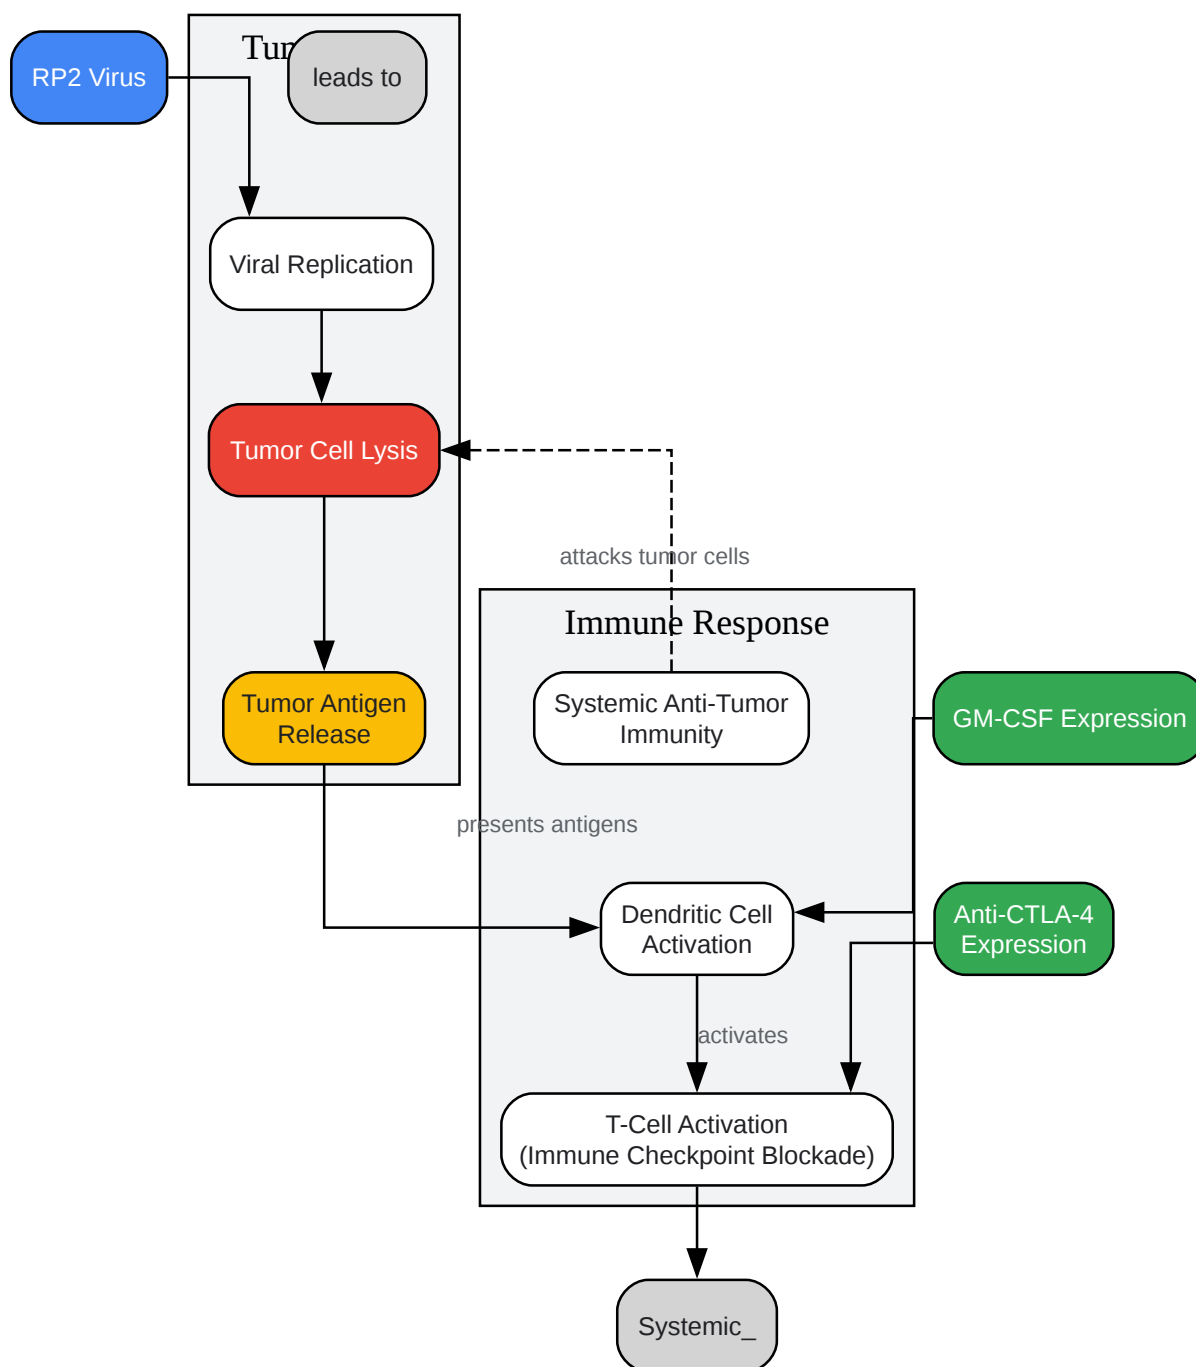 RP2 Virus
leads to
Viral Replication
Tumor Cell Lysis
attacks tumor cells
Immune Response
Tumor Antigen
Release
Systemic Anti-Tumor
Immunity
GM-CSF Expression
presents antigens
Dendritic Cell
Activation
Anti-CTLA-4
Expression
activates
T-Cell Activation
(Immune Checkpoint Blockade)
Systemic_